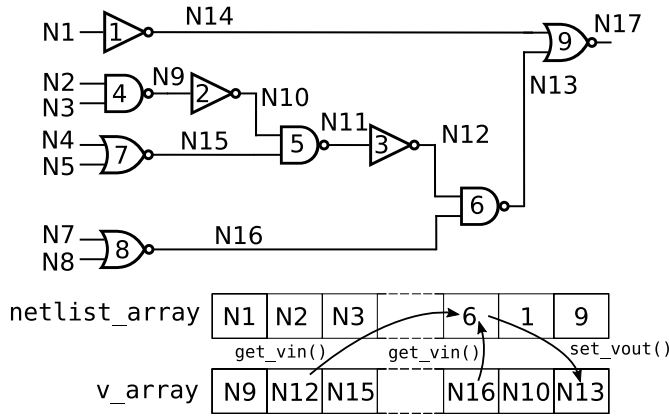 N1 1 N14 9 N17
N2 N3 4 N9 2 N10 N13
N4 N5 7 N15 5 N11 3 N12
6
N7 N8 8 N16
netlist_array N1 N2 N3 6 1 9
get_vin() get_vin() set_vout()
v_array N9 N12 N15 N16 N10 N13